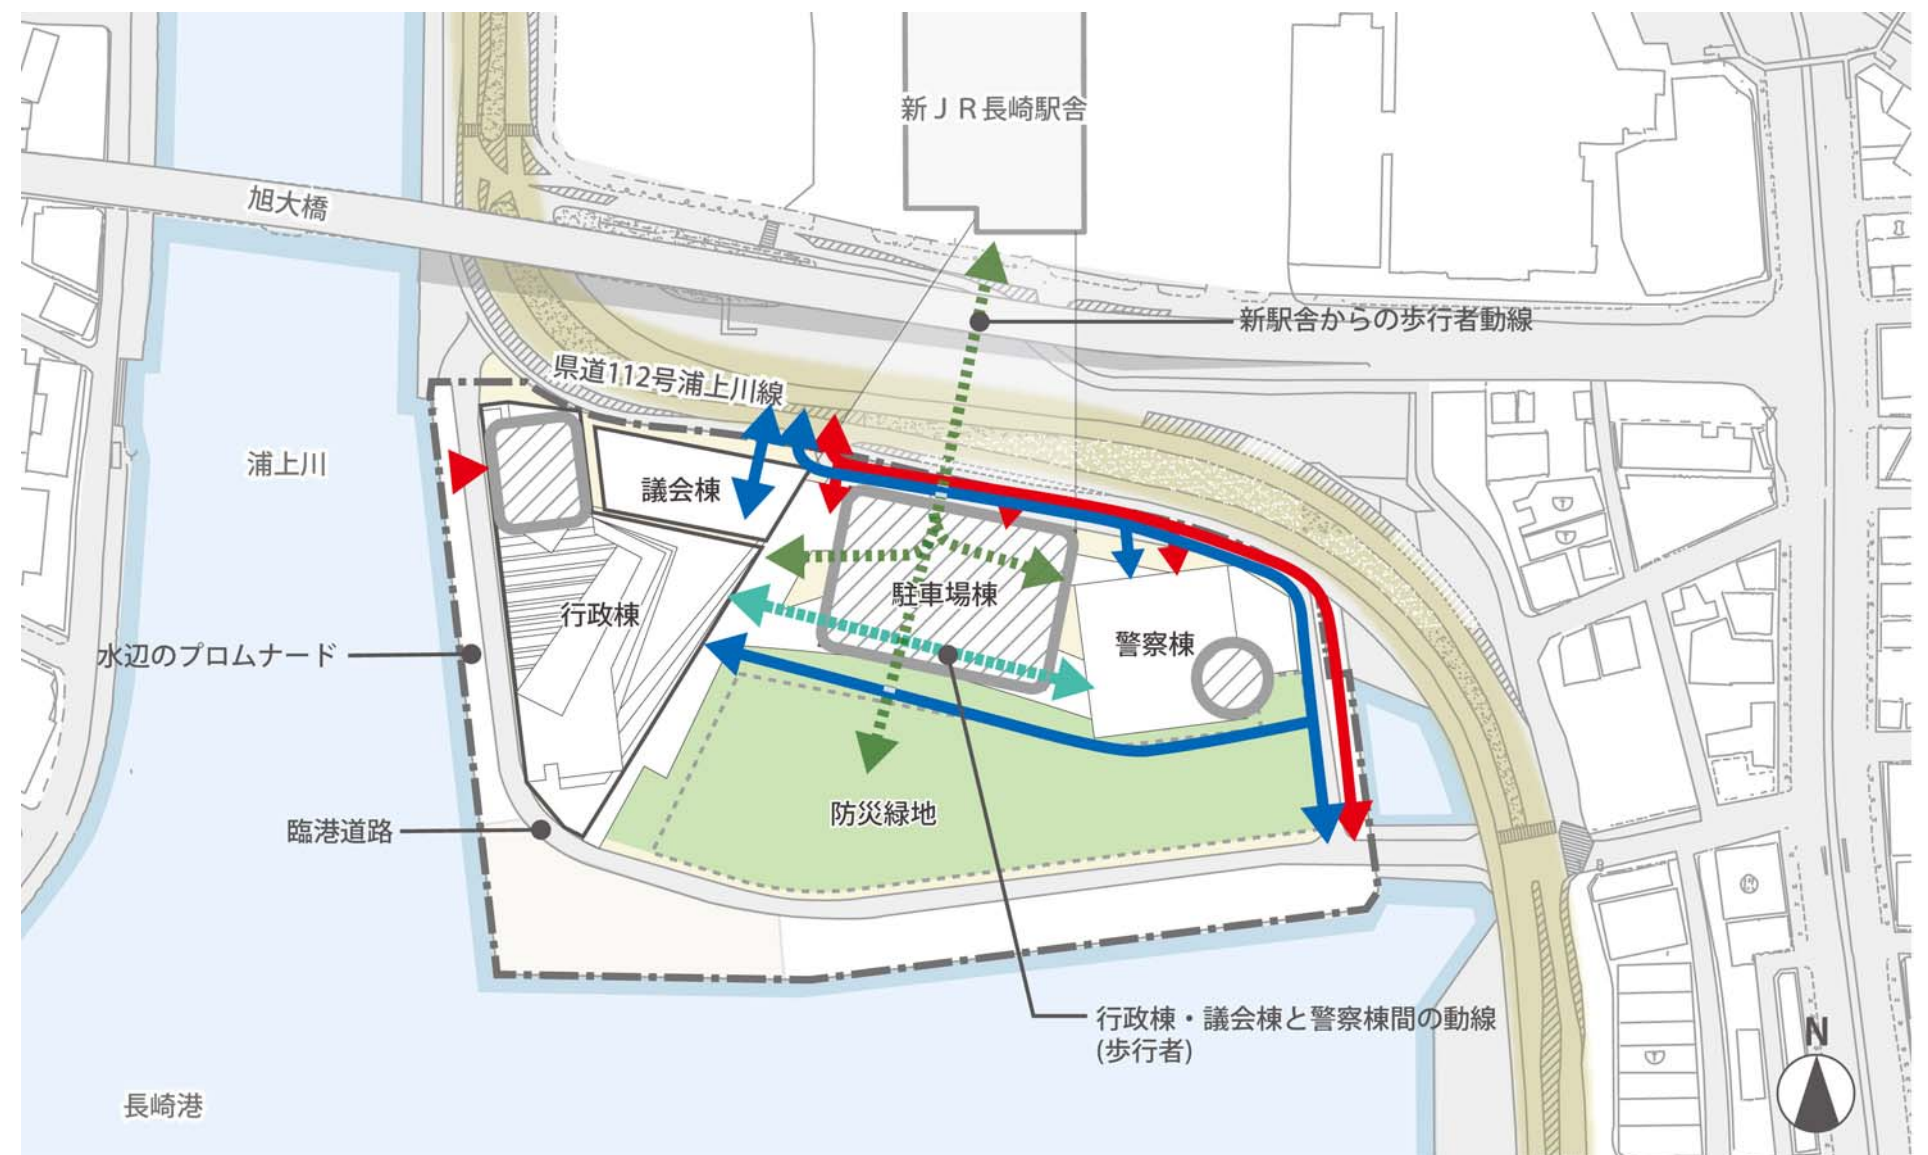 新ＪＲ長崎駅舎
旭大橋
新駅舎からの歩行者動線
県道112号浦上川線
浦上川
議会棟
駐車場棟
行政棟
警察棟
水辺のプロムナード
防災緑地
臨港道路
行政棟・議会棟と警察棟間の動線
(歩行者)
N
長崎港